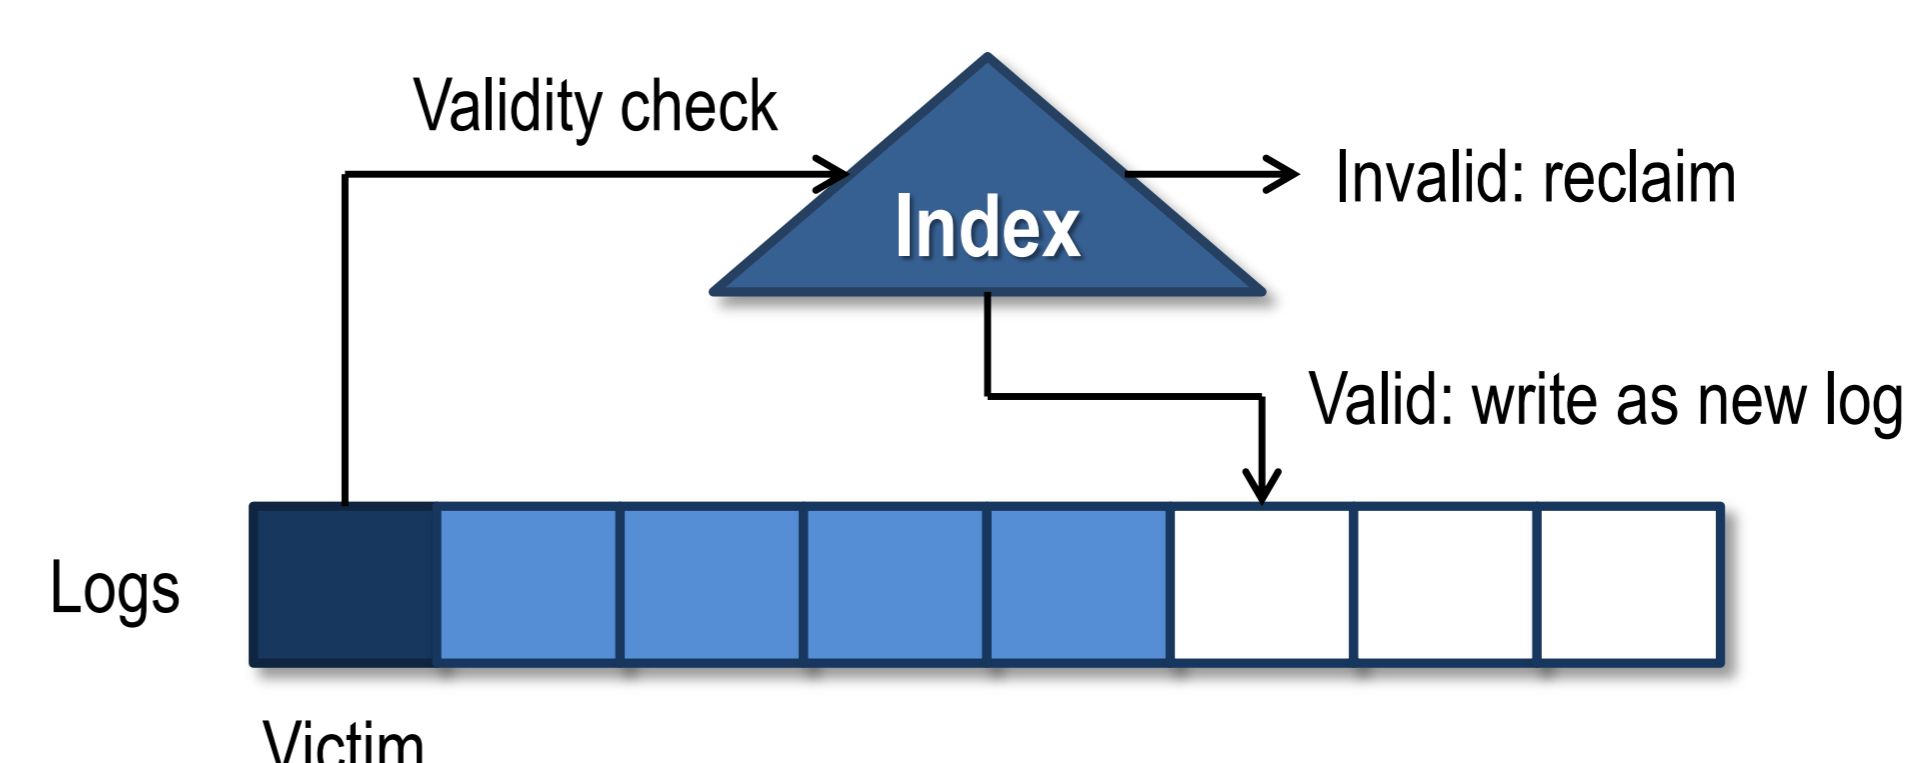 Validity check
Index
Invalid: reclaim
Valid: write as new log
Logs
Victim